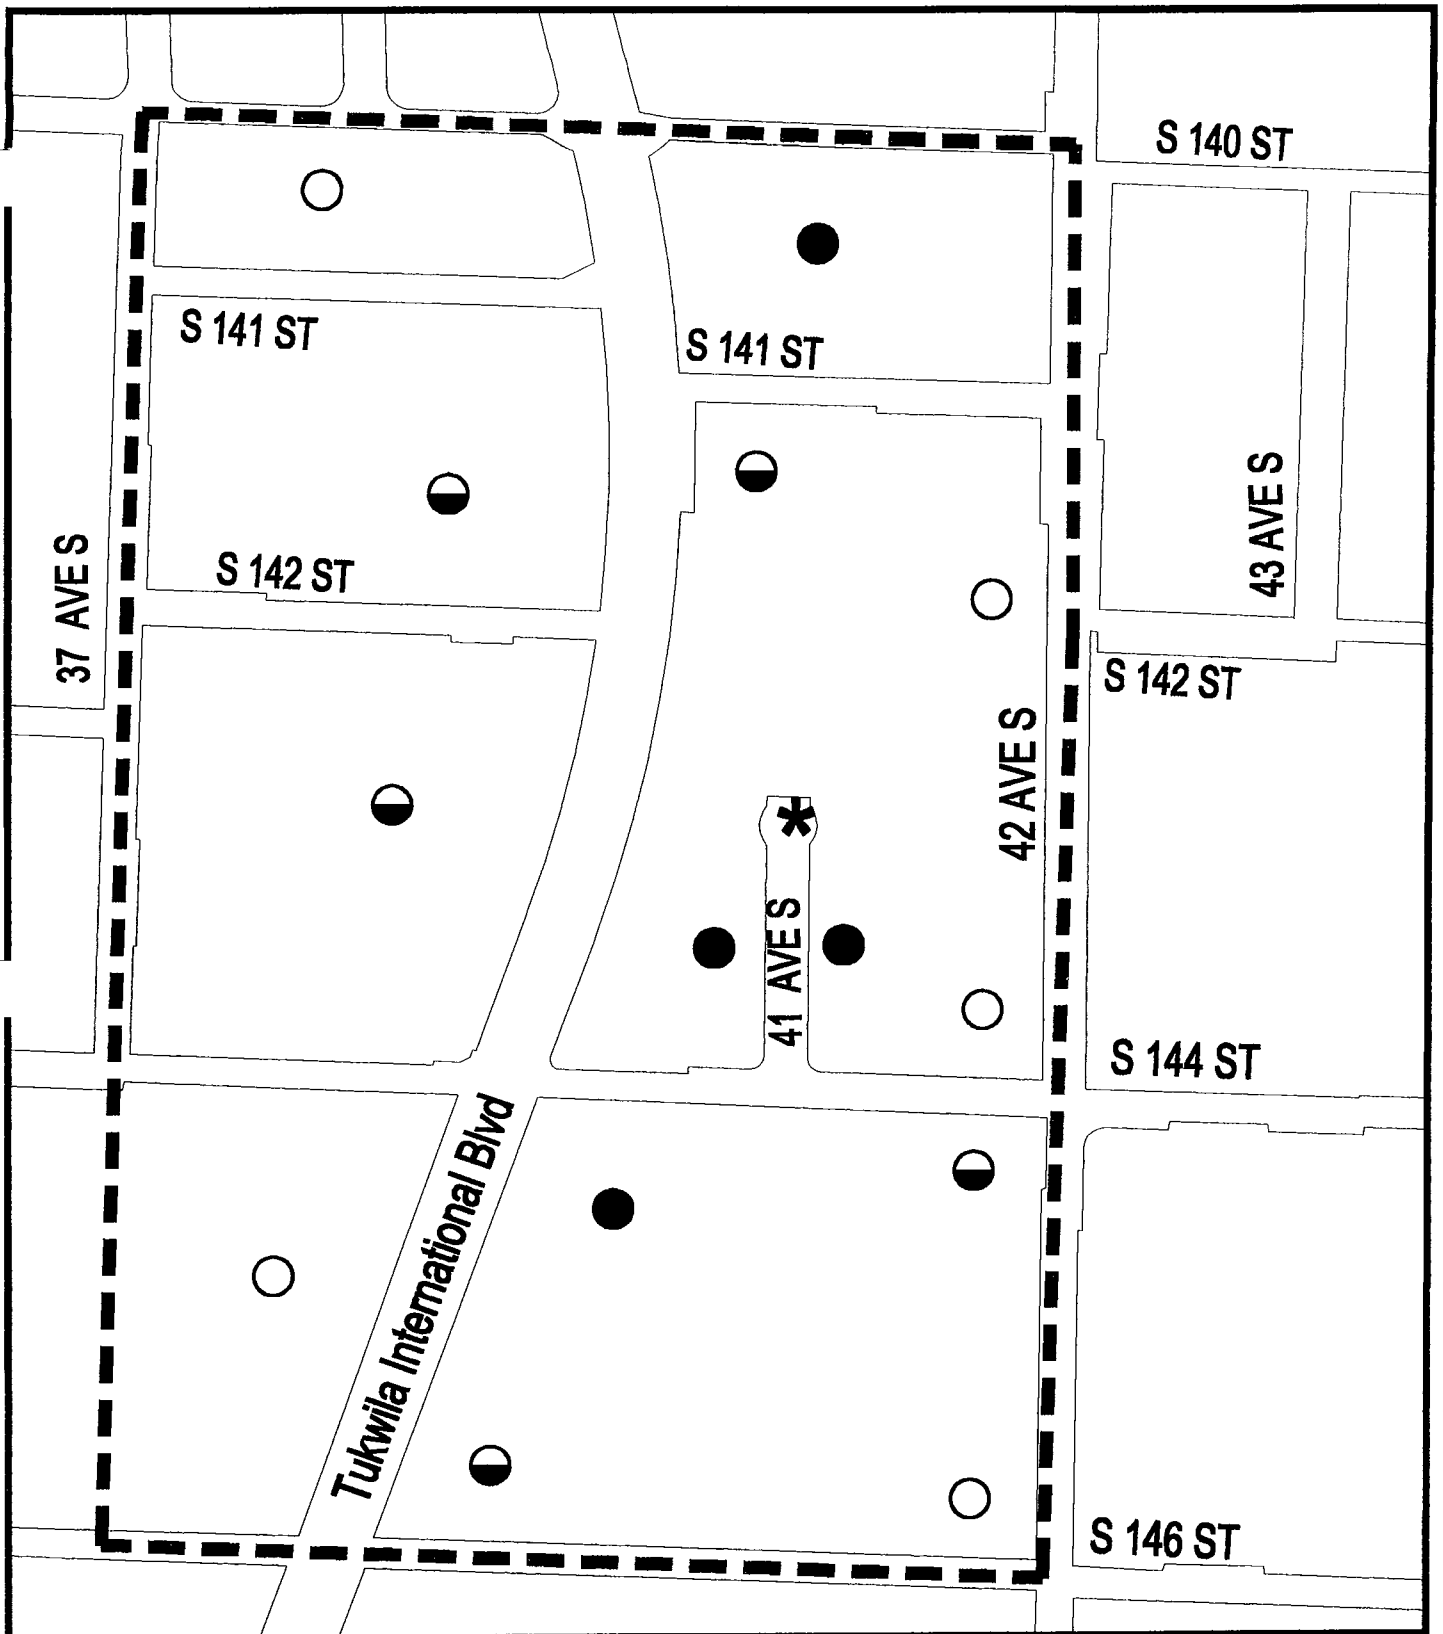 S 140 ST
S 141 ST
S 141 ST
37 AVE S
S 142 ST
43 AVE S
S 142 ST
42 AVE S
*
41 AVE S
S 144 ST
Tukwila International Blvd
S 146 ST